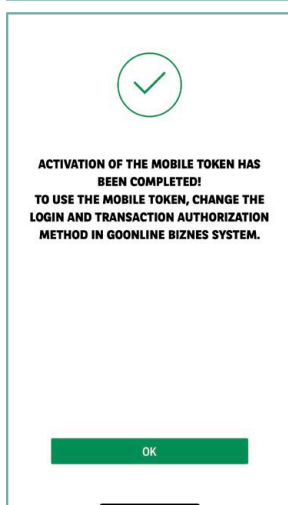 ACTIVATION OF THE MOBILE TOKEN HAS
BEEN COMPLETED!
TO USE THE MOBILE TOKEN, CHANGE THE
LOGIN AND TRANSACTION AUTHORIZATION
METHOD IN GOONLINE BIZNES SYSTEM.
OK